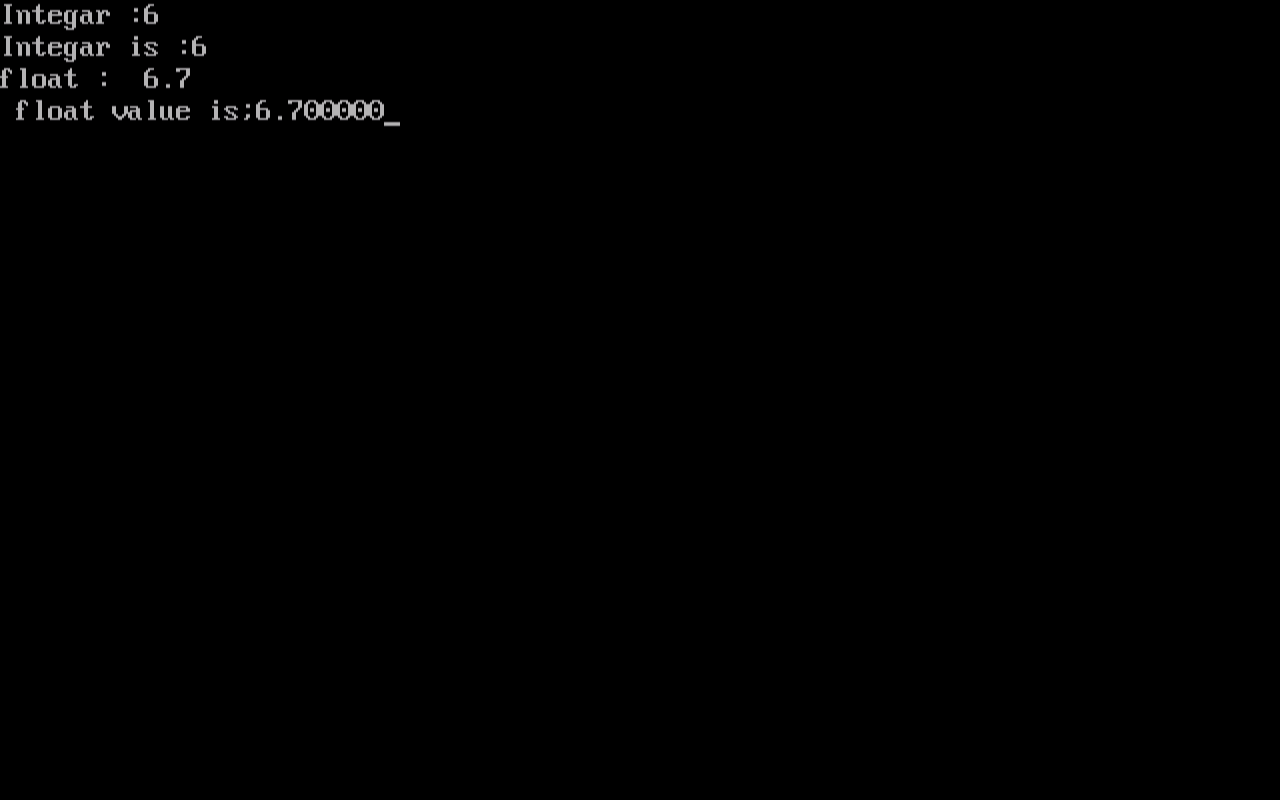 Integar :6
Integar is :6
float :  6.7
 float value is;6.700000_